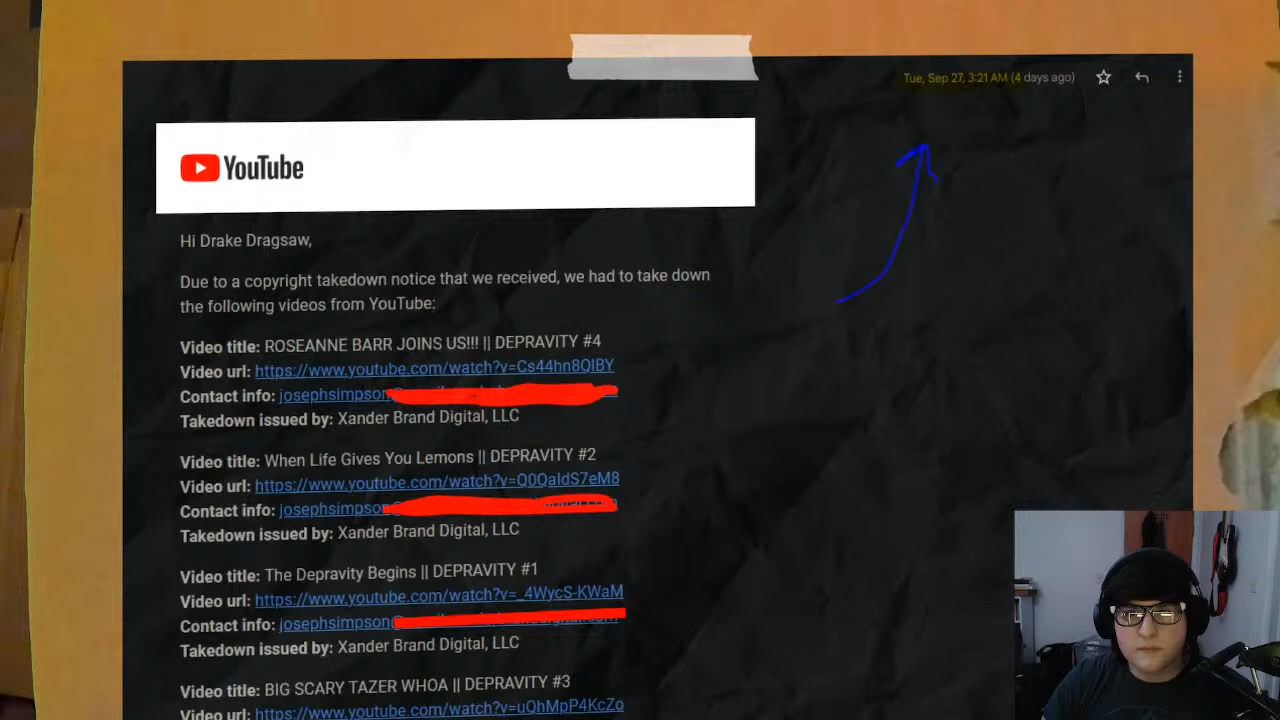 Tue, Sep 27, 3:21 AM (4 days ago)
YouTube
Hi Drake Dragsaw,
Due to a copyright takedown notice that we received, we had to take down
the following videos from YouTube:
Video title: ROSEANNE BARR JOINS US!!! || DEPRAVITY #4
Video url: https://www.youtube.com/watch?v=Cs44hn8QIBY
Contact info: josephsimpson
Takedown issued by: Xander Brand Digital, LLC
Video title: When Life Gives You Lemons || DEPRAVITY #2
Video url: https://www.youtube.com/watch?v=Q0QaldS7eM8
Contact info: josephsimpson
Takedown issued by: Xander Brand Digital, LLC
Video title: The Depravity Begins || DEPRAVITY #1
Video url: https://www.youtube.com/watch?v=_4WycS-KWaM
Contact info: josephsimpson@
Takedown issued by: Xander Brand Digital, LLC
Video title: BIG SCARY TAZER WHOA || DEPRAVITY #3
Video url: https://www.youtube.com/watch?v=uQhMpP4KcZo